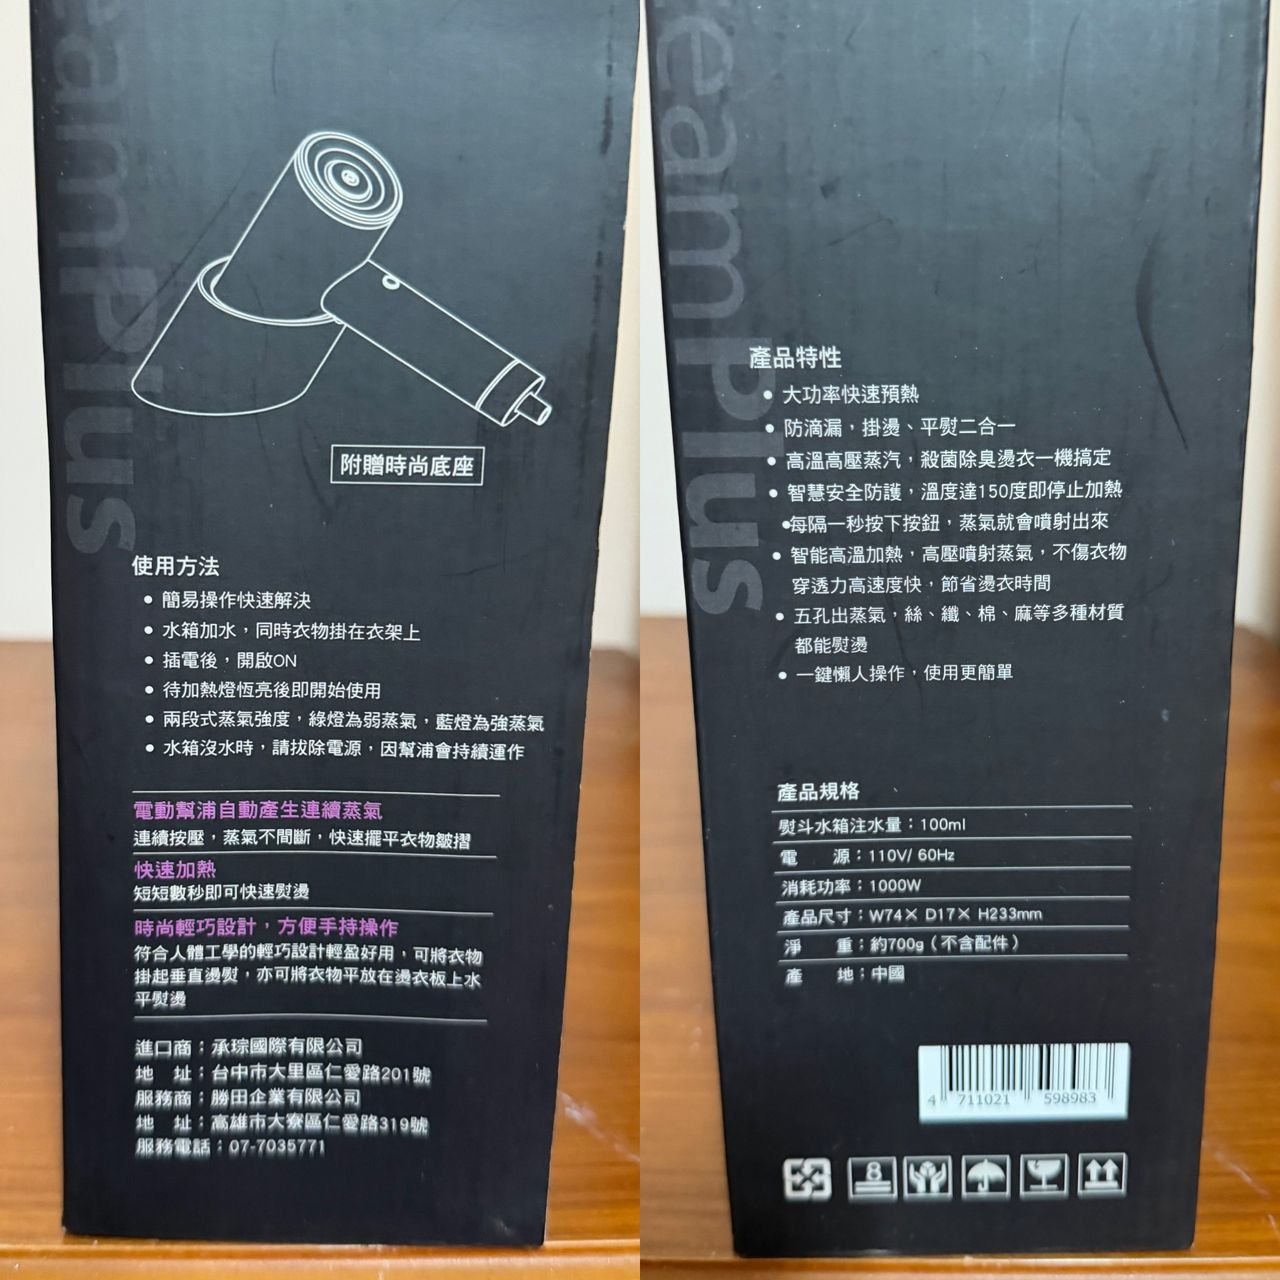 eamPlus
附贈時尚底座
使用方法
• 簡易操作快速解決
• 水箱加水，同時衣物掛在衣架上
• 插電後，開啟ON
• 待加熱燈恆亮後即開始使用
• 兩段式蒸氣強度，綠燈為弱蒸氣，藍燈為強蒸氣
• 水箱沒水時，請拔除電源，因幫浦會持續運作
電動幫浦自動產生連續蒸氣
連續按壓，蒸氣不間斷，快速擺平衣物皺摺
快速加熱
短短數秒即可快速熨燙
時尚輕巧設計，方便手持操作
符合人體工學的輕巧設計輕盈好用，可將衣物
掛起垂直燙熨，亦可將衣物平放在燙衣板上水
平熨燙
進口商：承琮國際有限公司
地　址：台中市大里區仁愛路201號
服務商：勝田企業有限公司
地　址：高雄市大寮區仁愛路319號
服務電話：07-7035771
eamPlus
產品特性
• 大功率快速預熱
• 防滴漏，掛燙、平熨二合一
• 高溫高壓蒸汽，殺菌除臭燙衣一機搞定
• 智慧安全防護，溫度達150度即停止加熱
•每隔一秒按下按鈕，蒸氣就會噴射出來
• 智能高溫加熱，高壓噴射蒸氣，不傷衣物
穿透力高速度快，節省燙衣時間
• 五孔出蒸氣，絲、纖、棉、麻等多種材質
都能熨燙
• 一鍵懶人操作，使用更簡單
產品規格
熨斗水箱注水量：100ml
電　　源：110V/ 60Hz
消耗功率：1000W
產品尺寸：W74× D17× H233mm
淨　　重：約700g（不含配件）
產　　地：中國
4 711021 598983
8